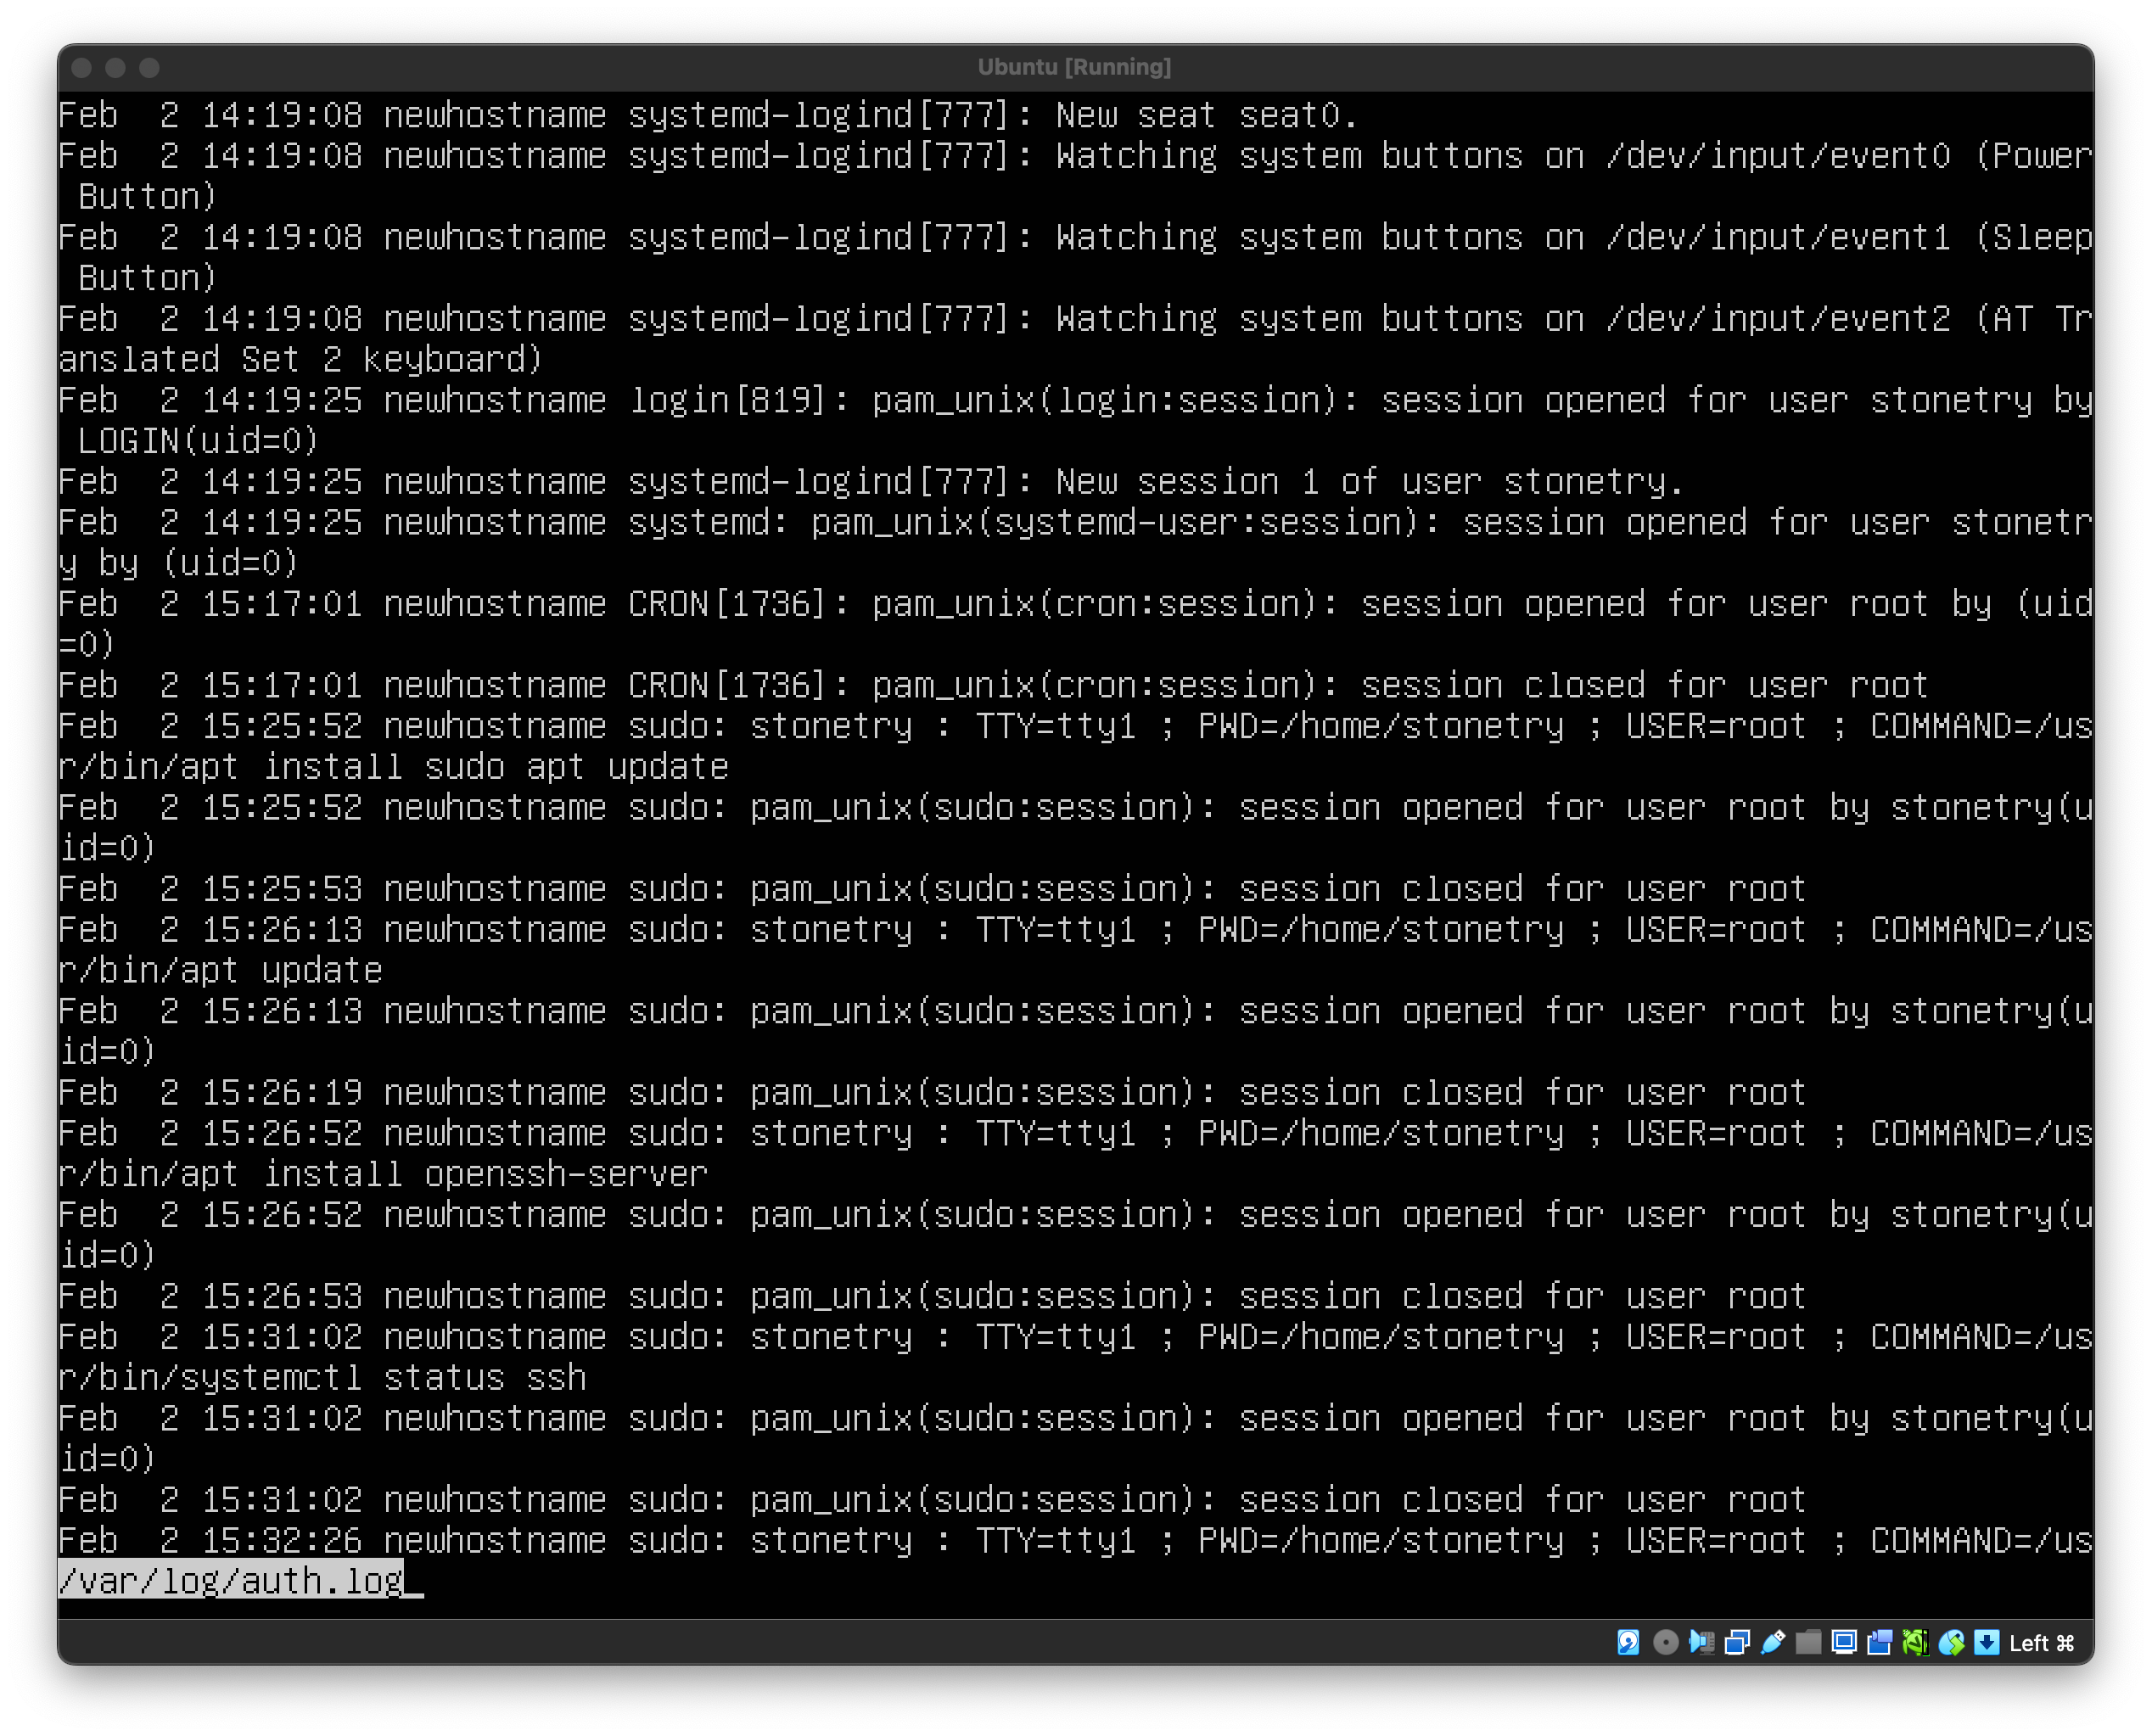 Ubuntu [Running]
Feb  2 14:19:08 newhostname systemd-logind[777]: New seat seat0.
Feb  2 14:19:08 newhostname systemd-logind[777]: Watching system buttons on /dev/input/event0 (Power
 Button)
Feb  2 14:19:08 newhostname systemd-logind[777]: Watching system buttons on /dev/input/event1 (Sleep
 Button)
Feb  2 14:19:08 newhostname systemd-logind[777]: Watching system buttons on /dev/input/event2 (AT Tr
anslated Set 2 keyboard)
Feb  2 14:19:25 newhostname login[819]: pam_unix(login:session): session opened for user stonetry by
 LOGIN(uid=0)
Feb  2 14:19:25 newhostname systemd-logind[777]: New session 1 of user stonetry.
Feb  2 14:19:25 newhostname systemd: pam_unix(systemd-user:session): session opened for user stonetr
y by (uid=0)
Feb  2 15:17:01 newhostname CRON[1736]: pam_unix(cron:session): session opened for user root by (uid
=0)
Feb  2 15:17:01 newhostname CRON[1736]: pam_unix(cron:session): session closed for user root
Feb  2 15:25:52 newhostname sudo: stonetry : TTY=tty1 ; PWD=/home/stonetry ; USER=root ; COMMAND=/us
r/bin/apt install sudo apt update
Feb  2 15:25:52 newhostname sudo: pam_unix(sudo:session): session opened for user root by stonetry(u
id=0)
Feb  2 15:25:53 newhostname sudo: pam_unix(sudo:session): session closed for user root
Feb  2 15:26:13 newhostname sudo: stonetry : TTY=tty1 ; PWD=/home/stonetry ; USER=root ; COMMAND=/us
r/bin/apt update
Feb  2 15:26:13 newhostname sudo: pam_unix(sudo:session): session opened for user root by stonetry(u
id=0)
Feb  2 15:26:19 newhostname sudo: pam_unix(sudo:session): session closed for user root
Feb  2 15:26:52 newhostname sudo: stonetry : TTY=tty1 ; PWD=/home/stonetry ; USER=root ; COMMAND=/us
r/bin/apt install openssh-server
Feb  2 15:26:52 newhostname sudo: pam_unix(sudo:session): session opened for user root by stonetry(u
id=0)
Feb  2 15:26:53 newhostname sudo: pam_unix(sudo:session): session closed for user root
Feb  2 15:31:02 newhostname sudo: stonetry : TTY=tty1 ; PWD=/home/stonetry ; USER=root ; COMMAND=/us
r/bin/systemctl status ssh
Feb  2 15:31:02 newhostname sudo: pam_unix(sudo:session): session opened for user root by stonetry(u
id=0)
Feb  2 15:31:02 newhostname sudo: pam_unix(sudo:session): session closed for user root
Feb  2 15:32:26 newhostname sudo: stonetry : TTY=tty1 ; PWD=/home/stonetry ; USER=root ; COMMAND=/us
/var/log/auth.log
Left ⌘